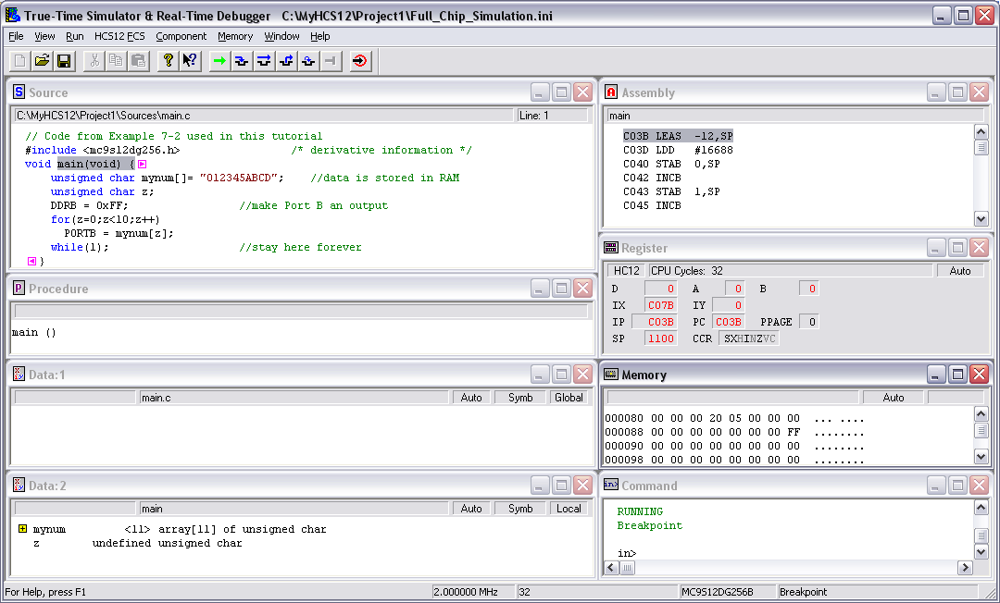 True-Time Simulator & Real-Time Debugger C:\MyHCS12\Project1\Full_Chip_Simulation.ini
File View Run HCS12 FCS Component Memory Window Help
Source
C:\MyHCS12\Project1\Sources\main.c Line: 1
// Code from Example 7-2 used in this tutorial
#include <mc9s12dg256.h> /* derivative information */
void main(void) {
unsigned char mynum[]= "012345ABCD"; //data is stored in RAM
unsigned char z;
DDRB = 0xFF; //make Port B an output
for(z=0;z<10;z++)
PORTB = mynum[z];
while(1); //stay here forever
}
Assembly
main
C03B LEAS -12,SP
C03D LDD #16688
C040 STAB 0,SP
C042 INCB
C043 STAB 1,SP
C045 INCB
Register
HC12 CPU Cycles: 32 Auto
D 0 A 0 B 0
IX C07B IY 0
IP C03B PC C03B PPAGE 0
SP 1100 CCR SXHINZVC
Procedure
main ()
Data:1
main.c Auto Symb Global
Memory
Auto
000080 00 00 00 20 05 00 00 00 ... ....
000088 00 00 00 00 00 00 00 FF ........
000090 00 00 00 00 00 00 00 00 ........
000098 00 00 00 00 00 00 00 00 ........
Data:2
main Auto Symb Local
mynum <11> array[11] of unsigned char
z undefined unsigned char
Command
RUNNING
Breakpoint
in>
For Help, press F1 2.000000 MHz 32 MC9S12DG256B Breakpoint